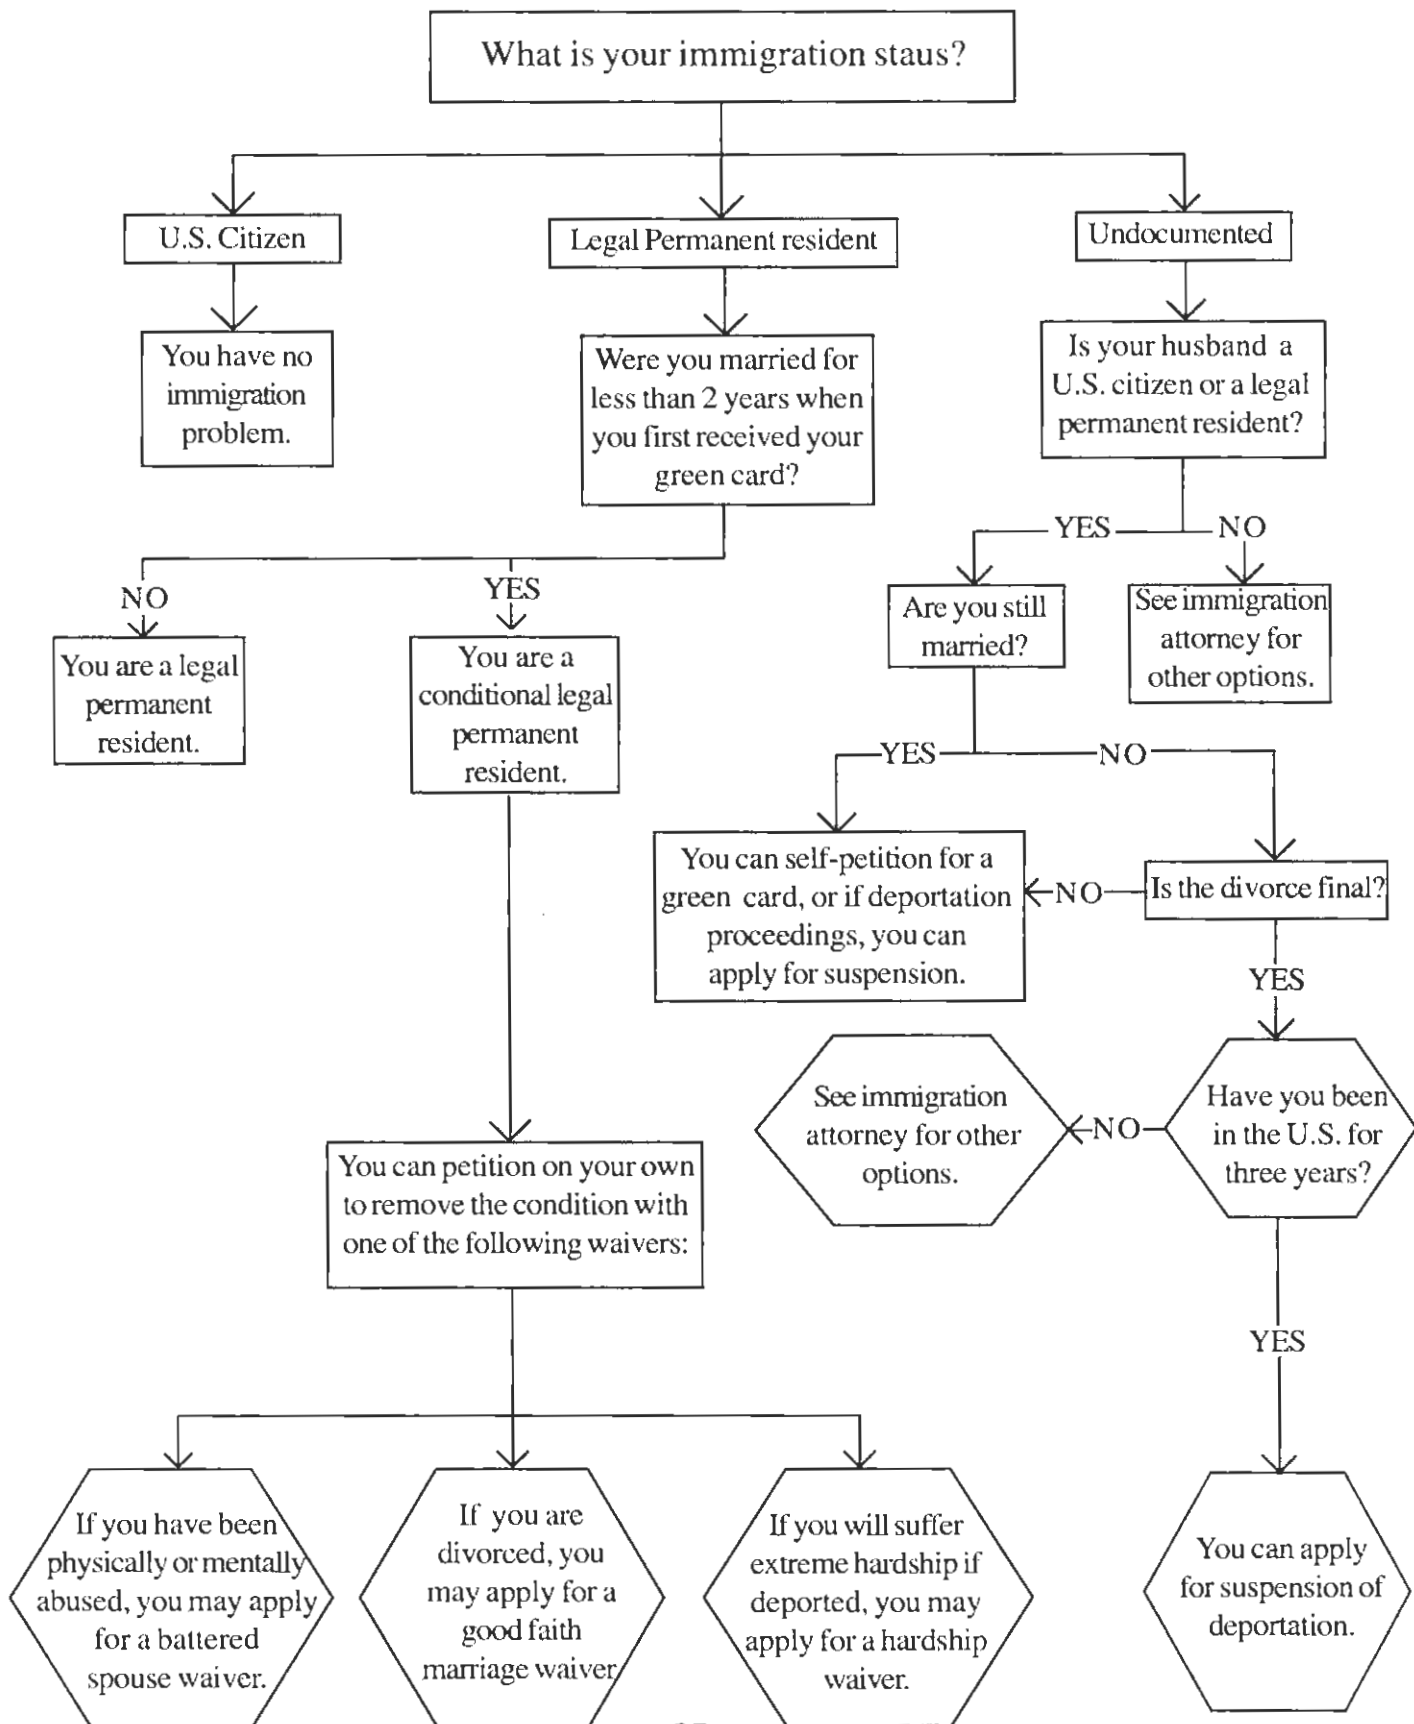 What is your immigration staus?
U.S. Citizen
Legal Permanent resident
Undocumented
You have no
immigration
problem.
Were you married for
less than 2 years when
you first received your
green card?
Is your husband a
U.S. citizen or a legal
permanent resident?
YES
NO
NO
YES
Are you still
married?
See immigration
attorney for
other options.
You are a legal
permanent
resident.
You are a
conditional legal
permanent
resident.
YES
NO
You can self-petition for a
green card, or if deportation
proceedings, you can
apply for suspension.
NO
Is the divorce final?
YES
See immigration
attorney for other
options.
NO
Have you been
in the U.S. for
three years?
You can petition on your own
to remove the condition with
one of the following waivers:
YES
If you have been
physically or mentally
abused, you may apply
for a battered
spouse waiver.
If you are
divorced, you
may apply for a
good faith
marriage waiver
If you will suffer
extreme hardship if
deported, you may
apply for a hardship
waiver.
You can apply
for suspension of
deportation.